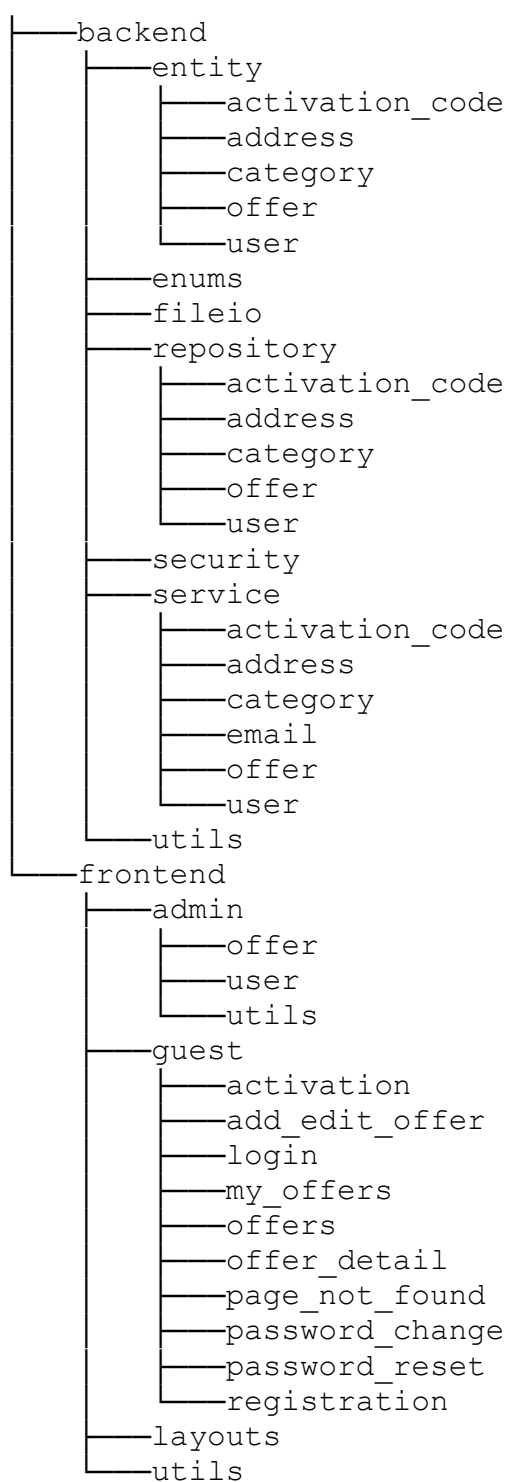 backend
entity
activation_code
address
category
offer
user
enums
fileio
repository
activation_code
address
category
offer
user
security
service
activation_code
address
category
email
offer
user
utils
frontend
admin
offer
user
utils
guest
activation
add_edit_offer
login
my_offers
offers
offer_detail
page_not_found
password_change
password_reset
registration
layouts
utils